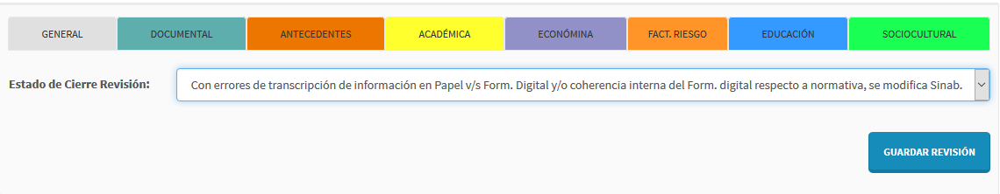 GENERAL DOCUMENTAL ANTECEDENTES ACADÉMICA ECONÓMINA FACT. RIESGO EDUCACIÓN SOCIOCULTURAL
Estado de Cierre Revisión: Con errores de transcripción de información en Papel v/s Form. Digital y/o coherencia interna del Form. digital respecto a normativa, se modifica Sinab.
GUARDAR REVISIÓN